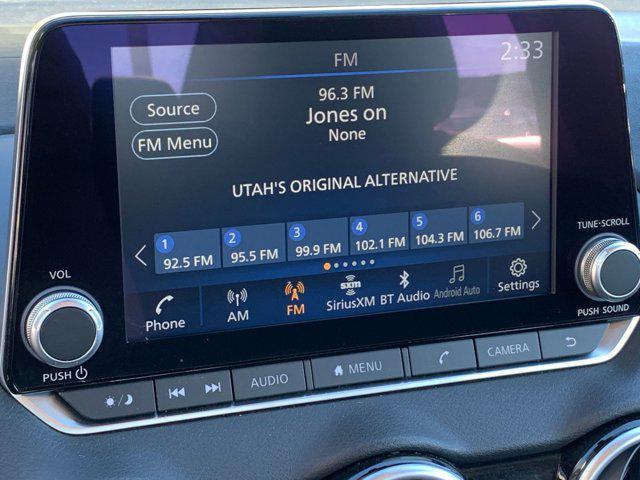 FM
2:33
Source
FM Menu
96.3 FM
Jones on
None
UTAH'S ORIGINAL ALTERNATIVE
1 92.5 FM
2 95.5 FM
3 99.9 FM
4 102.1 FM
5 104.3 FM
6 106.7 FM
Phone
AM
FM
sxm
SiriusXM
BT Audio
Android Auto
Settings
VOL
PUSH
TUNE·SCROLL
PUSH SOUND
AUDIO
MENU
CAMERA